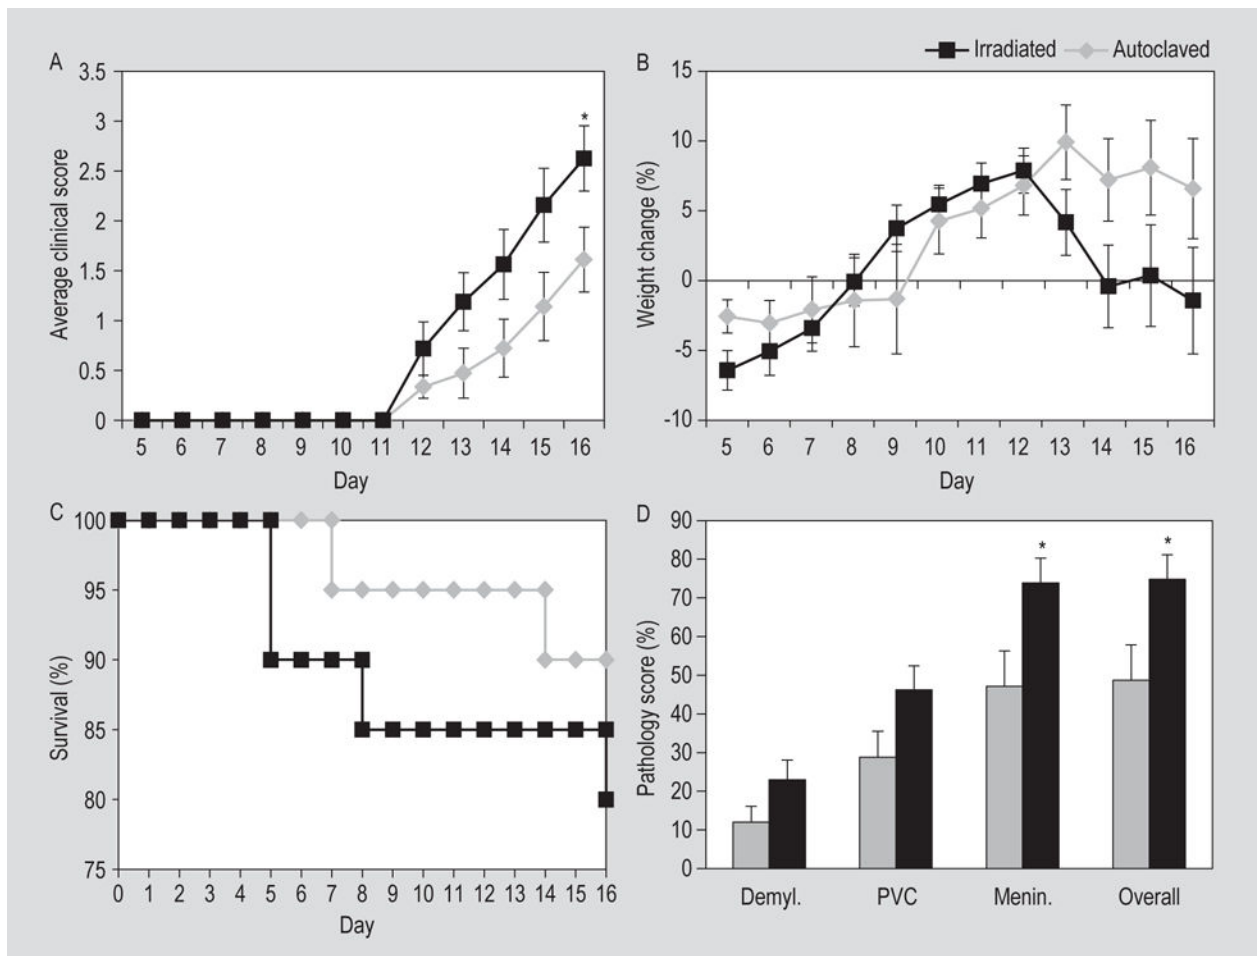 Irradiated Autoclaved
A
3.5
3
2.5
2
1.5
1
0.5
0
Average clinical score
*
5 6 7 8 9 10 11 12 13 14 15 16
Day
B
15
10
5
0
-5
-10
Weight change (%)
5 6 7 8 9 10 11 12 13 14 15 16
Day
C
100
95
90
85
80
75
Survival (%)
0 1 2 3 4 5 6 7 8 9 10 11 12 13 14 15 16
Day
D
90
80
70
60
50
40
30
20
10
0
Pathology score (%)
* *
Demyl. PVC Menin. Overall